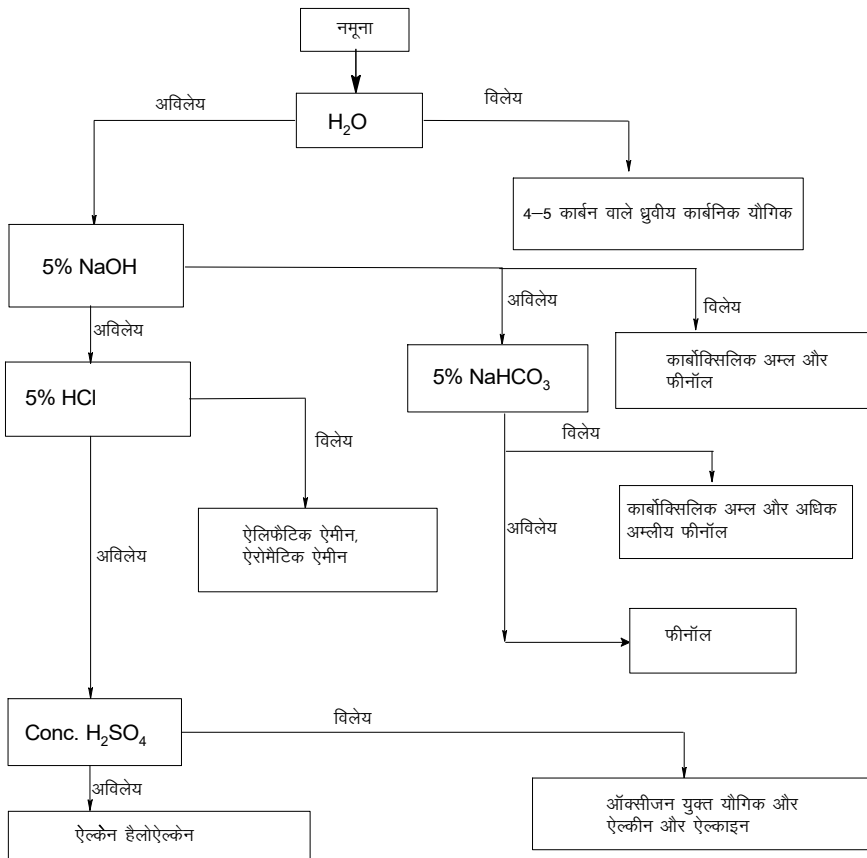 नमूना
अविलेय
विलेय
H₂O
4–5 कार्बन वाले ध्रुवीय कार्बनिक यौगिक
5% NaOH
अविलेय
अविलेय
विलेय
5% HCl
5% NaHCO₃
कार्बोक्सिलिक अम्ल और
फीनॉल
विलेय
विलेय
ऐलिफैटिक ऐमीन,
ऐरोमैटिक ऐमीन
कार्बोक्सिलिक अम्ल और अधिक
अम्लीय फीनॉल
अविलेय
अविलेय
फीनॉल
Conc. H₂SO₄
विलेय
अविलेय
ऑक्सीजन युक्त यौगिक और
ऐल्कीन और ऐल्काइन
ऐल्केन हैलोऐल्केन